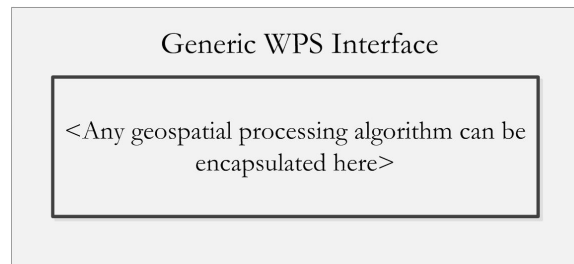 Generic WPS Interface
<Any geospatial processing algorithm can be
encapsulated here>